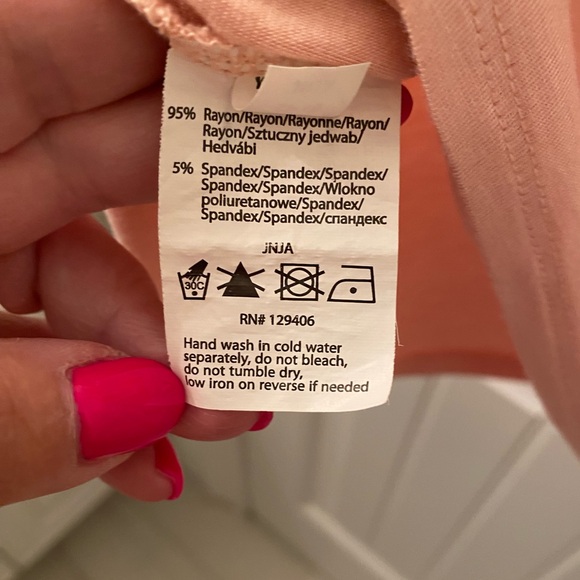 95% Rayon/Rayon/Rayonne/Rayon/
Rayon/Sztuczny jedwab/
Hedvábi
5% Spandex/Spandex/Spandex/
Spandex/Spandex/Wlokno
poliuretanowe/Spandex/
Spandex/Spandex/спандекс
JNJA
30C
RN# 129406
Hand wash in cold water
separately, do not bleach,
do not tumble dry,
low iron on reverse if needed